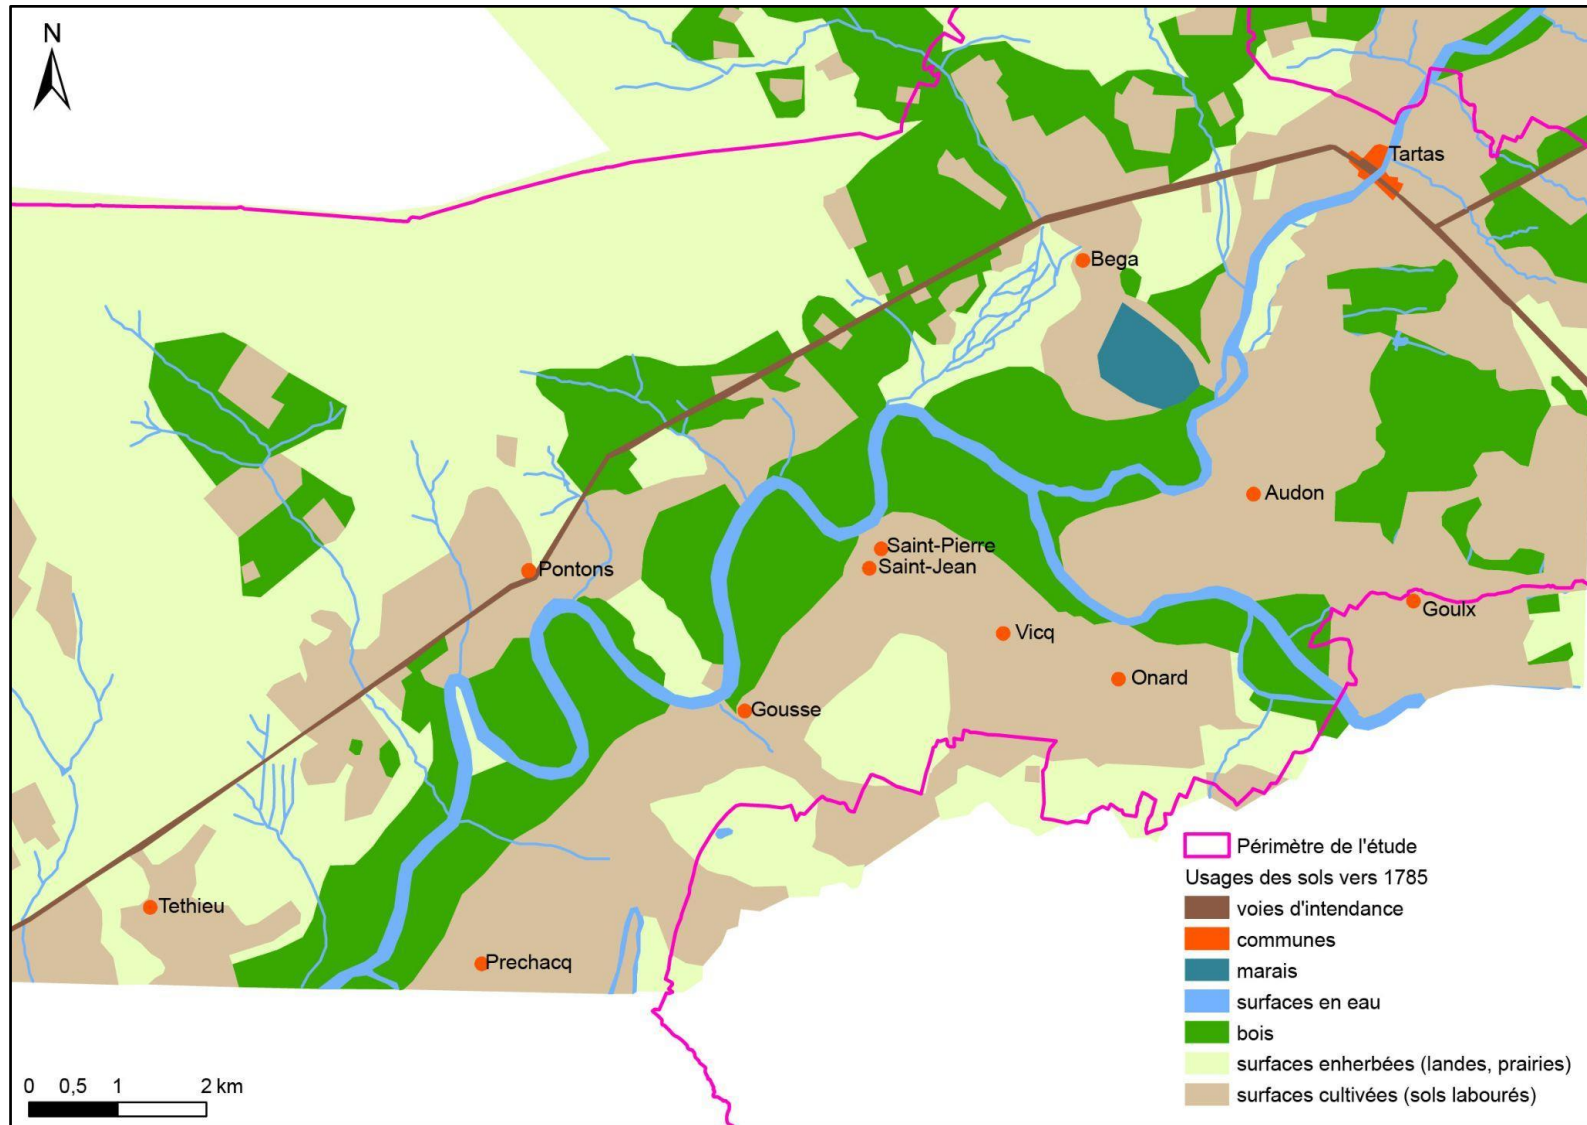 N
Tartas
Bega
Audon
Saint-Pierre
Saint-Jean
Pontons
Goulx
Vicq
Onard
Gousse
Tethieu
Prechacq
Périmètre de l'étude
Usages des sols vers 1785
voies d'intendance
communes
marais
surfaces en eau
bois
surfaces enherbées (landes, prairies)
surfaces cultivées (sols labourés)
0 0,5 1 2 km